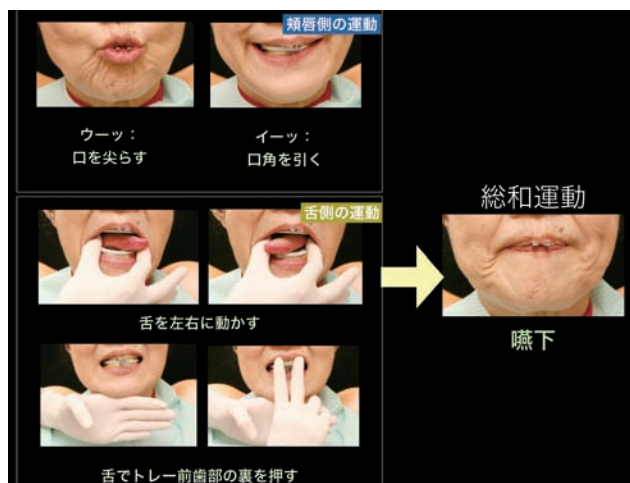 頬唇側の運動
ウーッ：
口を尖らす
イーッ：
口角を引く
舌側の運動
舌を左右に動かす
舌でトレー前歯部の裏を押す
総和運動
嚥下